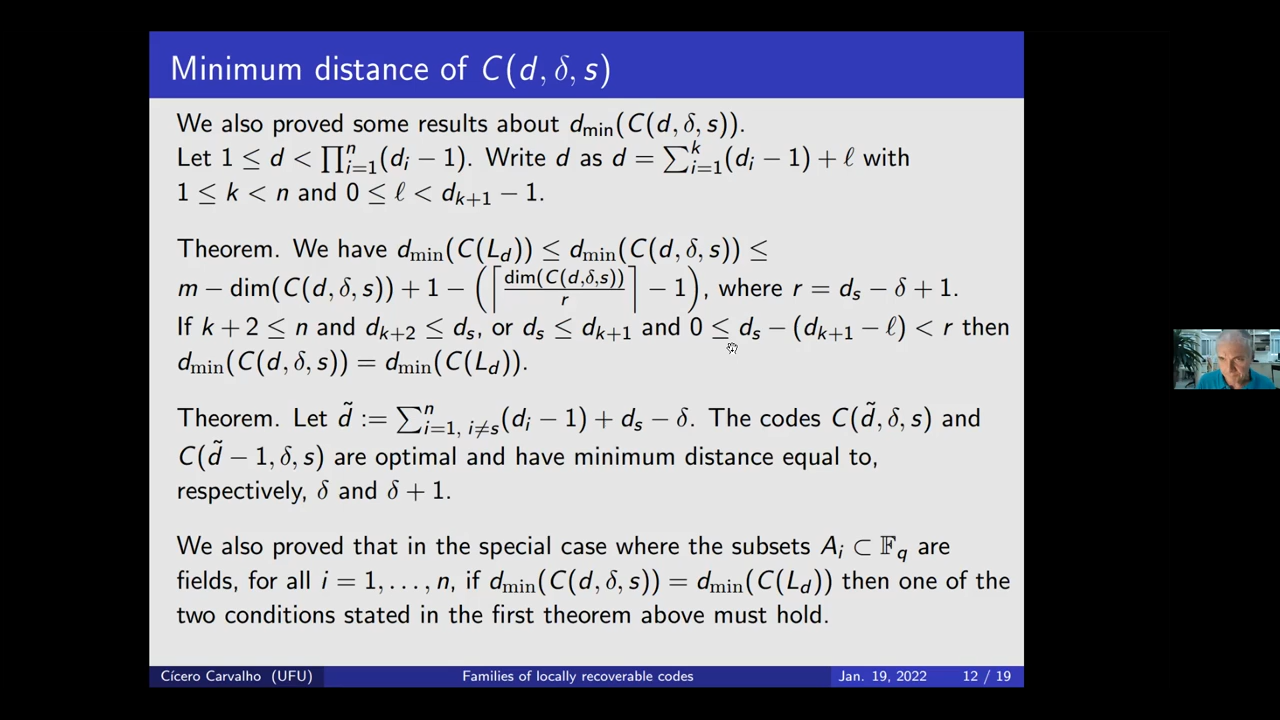 Minimum distance of C(d, δ, s)
We also proved some results about d_min(C(d, δ, s)).
Let 1 ≤ d < ∏_{i=1}^n (d_i − 1). Write d as d = ∑_{i=1}^k (d_i − 1) + ℓ with
1 ≤ k < n and 0 ≤ ℓ < d_{k+1} − 1.
Theorem. We have d_min(C(L_d)) ≤ d_min(C(d, δ, s)) ≤
m − dim(C(d, δ, s)) + 1 − (⌈dim(C(d,δ,s))/r⌉ − 1), where r = d_s − δ + 1.
If k + 2 ≤ n and d_{k+2} ≤ d_s, or d_s ≤ d_{k+1} and 0 ≤ d_s − (d_{k+1} − ℓ) < r then
d_min(C(d, δ, s)) = d_min(C(L_d)).
Theorem. Let d̃ := ∑_{i=1, i≠s}^n (d_i − 1) + d_s − δ. The codes C(d̃, δ, s) and
C(d̃ − 1, δ, s) are optimal and have minimum distance equal to,
respectively, δ and δ + 1.
We also proved that in the special case where the subsets A_i ⊂ 𝔽_q are
fields, for all i = 1, . . . , n, if d_min(C(d, δ, s)) = d_min(C(L_d)) then one of the
two conditions stated in the first theorem above must hold.
Cícero Carvalho (UFU) Families of locally recoverable codes Jan. 19, 2022 12 / 19